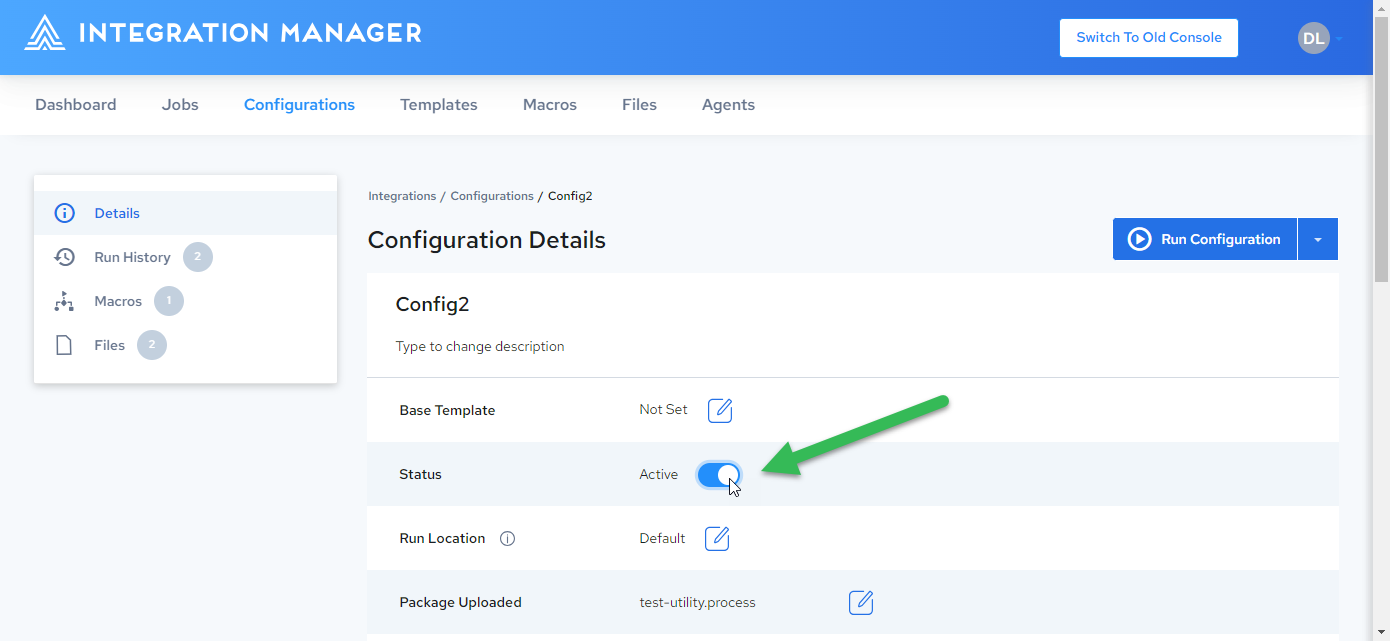 INTEGRATION MANAGER
Switch To Old Console
DL
Dashboard Jobs Configurations Templates Macros Files Agents
Details
Run History 2
Macros 1
Files 2
Integrations / Configurations / Config2
Configuration Details
Run Configuration
Config2
Type to change description
Base Template Not Set
Status Active
Run Location Default
Package Uploaded test-utility.process